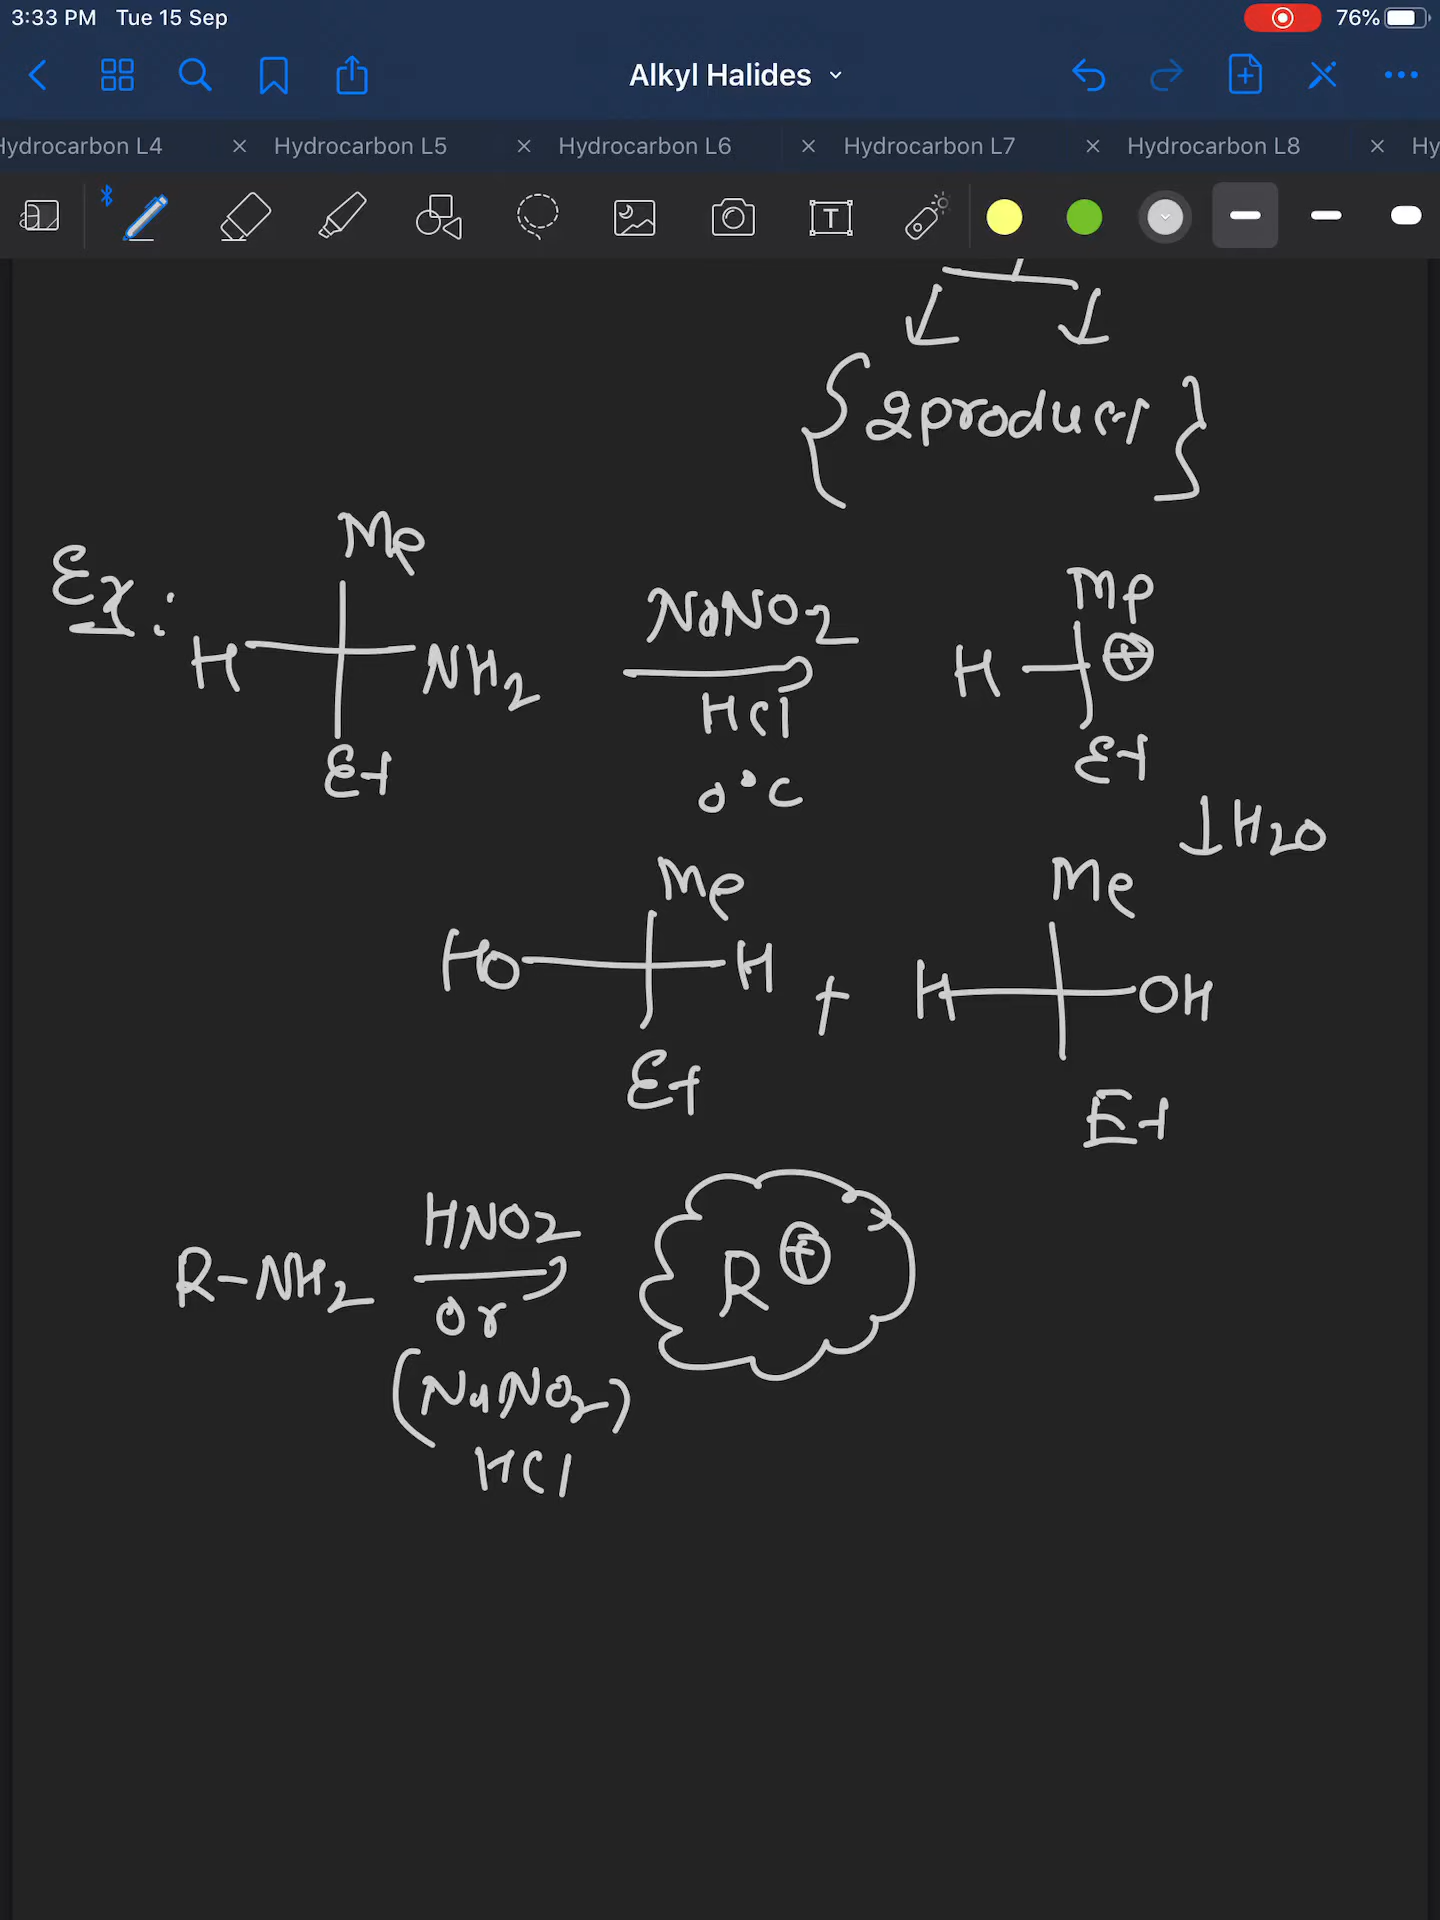 3:33 PM Tue 15 Sep 76%
Alkyl Halides
Hydrocarbon L4 Hydrocarbon L5 Hydrocarbon L6 Hydrocarbon L7 Hydrocarbon L8 Hy
T
{2product}
Me
Ex: H NH2 NaNO2 H ⊕ Me
Et HCl Et
0°C
↓H2O
Me Me
HO H + H OH
Et Et
HNO2
R-NH2 or R⊕
(NaNO2)
HCl